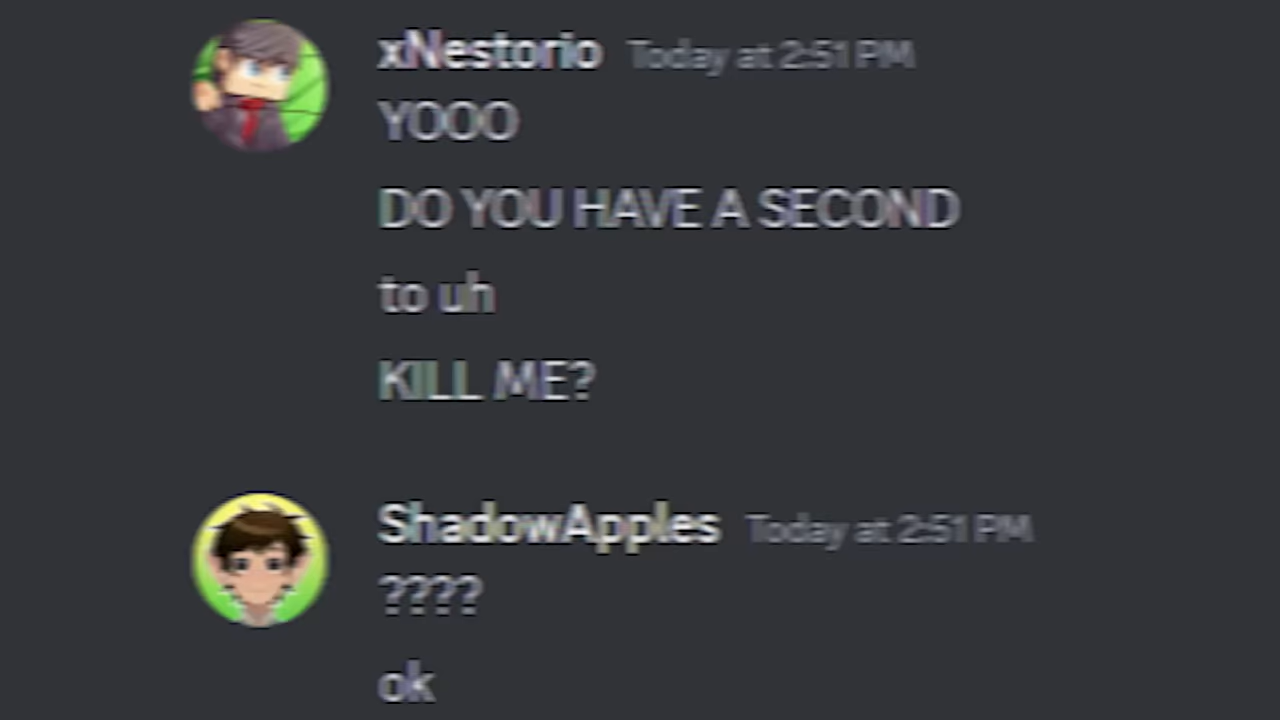 xNestorio Today at 2:51 PM
YOOO
DO YOU HAVE A SECOND
to uh
KILL ME?
ShadowApples Today at 2:51 PM
????
ok